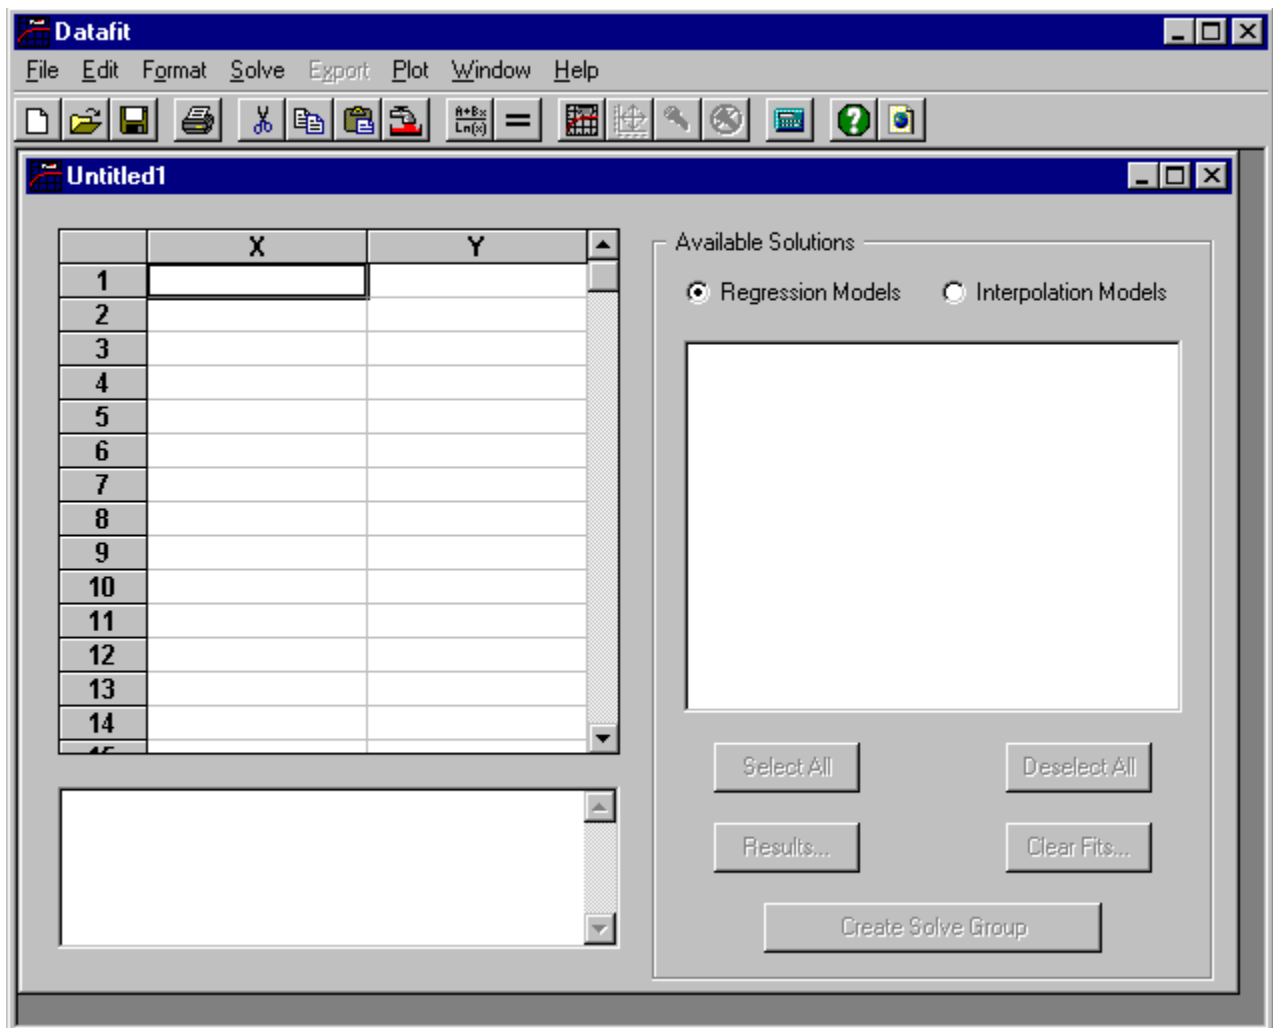 Datafit
File Edit Format Solve Export Plot Window Help
A+Bx
Ln(x)
Untitled1
X Y
1
2
3
4
5
6
7
8
9
10
11
12
13
14
Available Solutions
Regression Models Interpolation Models
Select All Deselect All
Results... Clear Fits...
Create Solve Group